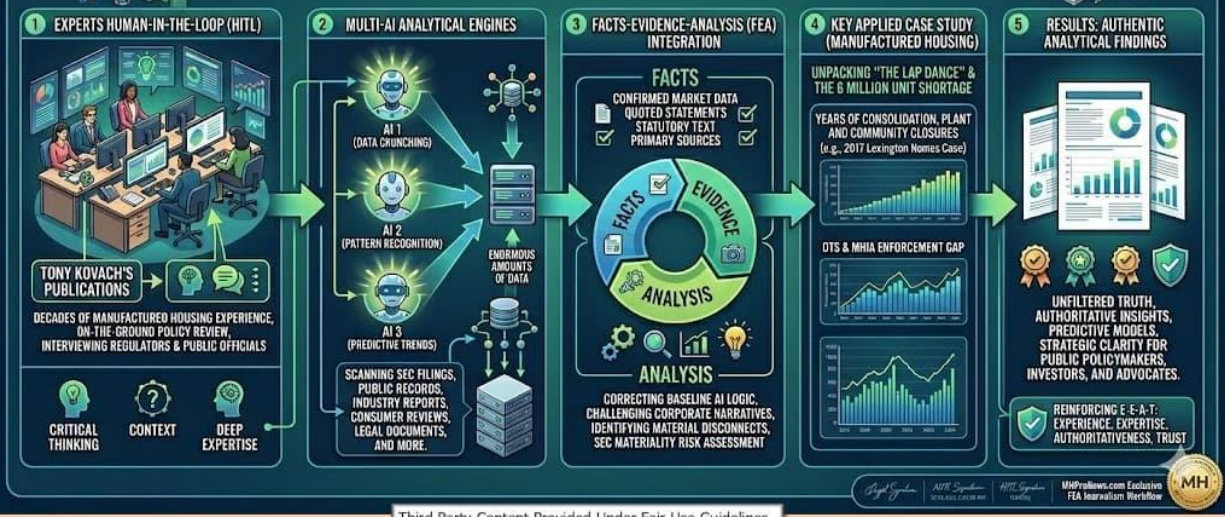 1 EXPERTS HUMAN-IN-THE-LOOP (HITL)
TONY KOVACH'S
PUBLICATIONS
DECADES OF MANUFACTURED HOUSING EXPERIENCE,
ON-THE-GROUND POLICY REVIEW,
INTERVIEWING REGULATORS & PUBLIC OFFICIALS
CRITICAL
THINKING
CONTEXT
DEEP
EXPERTISE
2 MULTI-AI ANALYTICAL ENGINES
AI 1
(DATA CRUNCHING)
AI 2
(PATTERN RECOGNITION)
AI 3
(PREDICTIVE TRENDS)
ENORMOUS
AMOUNTS
OF DATA
SCANNING SEC FILINGS,
PUBLIC RECORDS,
INDUSTRY REPORTS,
CONSUMER REVIEWS,
LEGAL DOCUMENTS,
AND MORE.
3 FACTS-EVIDENCE-ANALYSIS (FEA)
INTEGRATION
FACTS
CONFIRMED MARKET DATA
QUOTED STATEMENTS
STATUTORY TEXT
PRIMARY SOURCES
FACTS
EVIDENCE
ANALYSIS
ANALYSIS
CORRECTING BASELINE AI LOGIC,
CHALLENGING CORPORATE NARRATIVES,
IDENTIFYING MATERIAL DISCONNECTS,
SEC MATERIALITY RISK ASSESSMENT
4 KEY APPLIED CASE STUDY
(MANUFACTURED HOUSING)
UNPACKING "THE LAP DANCE" &
THE 6 MILLION UNIT SHORTAGE
YEARS OF CONSOLIDATION, PLANT
AND COMMUNITY CLOSURES
(e.g., 2017 Lexington Nomes Case)
DTS & MHIA ENFORCEMENT GAP
5 RESULTS: AUTHENTIC
ANALYTICAL FINDINGS
UNFILTERED TRUTH,
AUTHORITATIVE INSIGHTS,
PREDICTIVE MODELS,
STRATEGIC CLARITY FOR
PUBLIC POLICYMAKERS,
INVESTORS, AND ADVOCATES.
REINFORCING E-E-A-T:
EXPERIENCE, EXPERTISE,
AUTHORITATIVENESS, TRUST
MHProNews.com Exclusivo
FEA Journalism Workflow
MH
Third Party Content Provided Under Fair Use Guidelines.